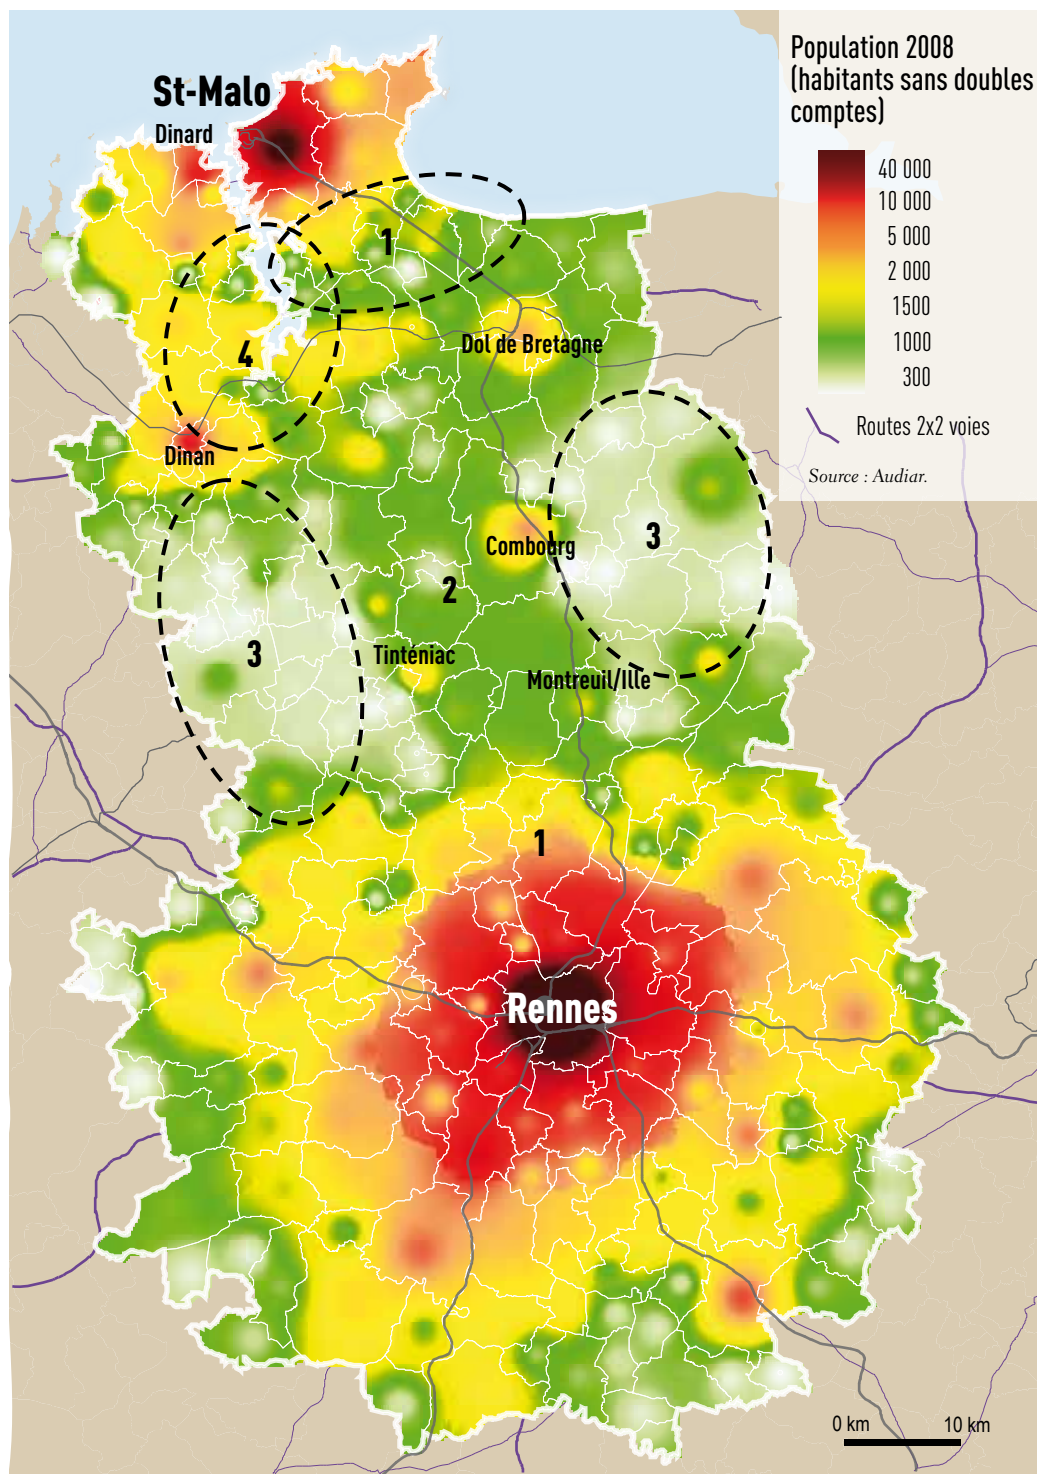 Population 2008
(habitants sans doubles
comptes)
40 000
10 000
5 000
2 000
1500
1000
300
Routes 2x2 voies
Source : Audiar.
St-Malo
Dinard
1
4
Dol de Bretagne
Dinan
3
Combourg
2
3
Tinténiac
Montreuil/Ille
1
Rennes
0 km
10 km